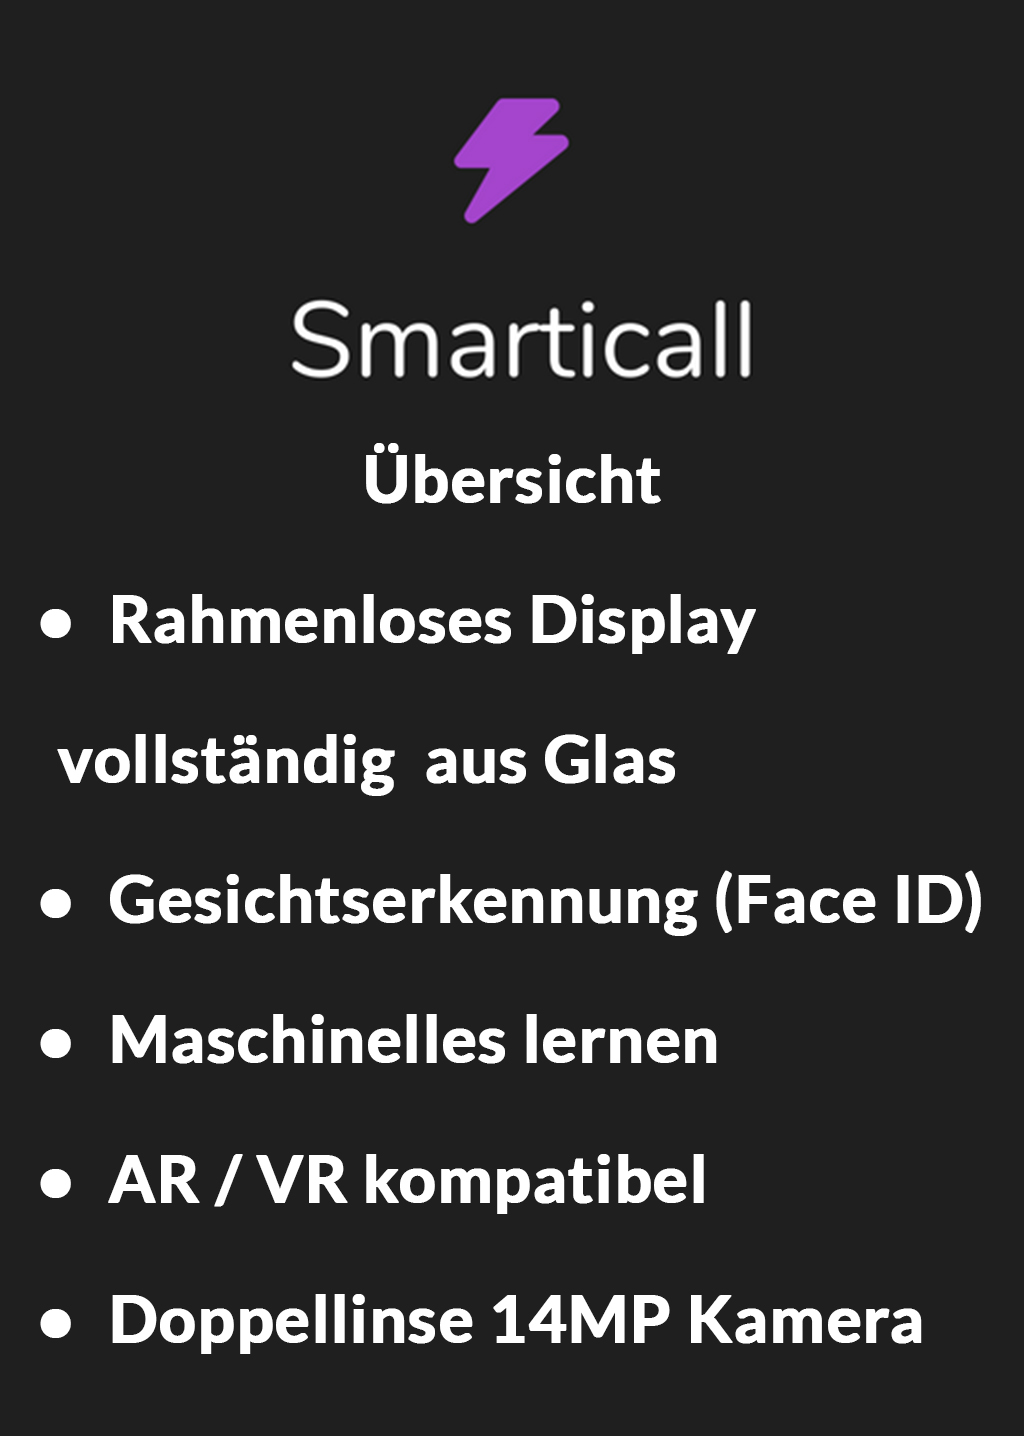 Smarticall
Übersicht
● Rahmenloses Display
vollständig aus Glas
● Gesichtserkennung (Face ID)
● Maschinelles lernen
● AR / VR kompatibel
● Doppellinse 14MP Kamera